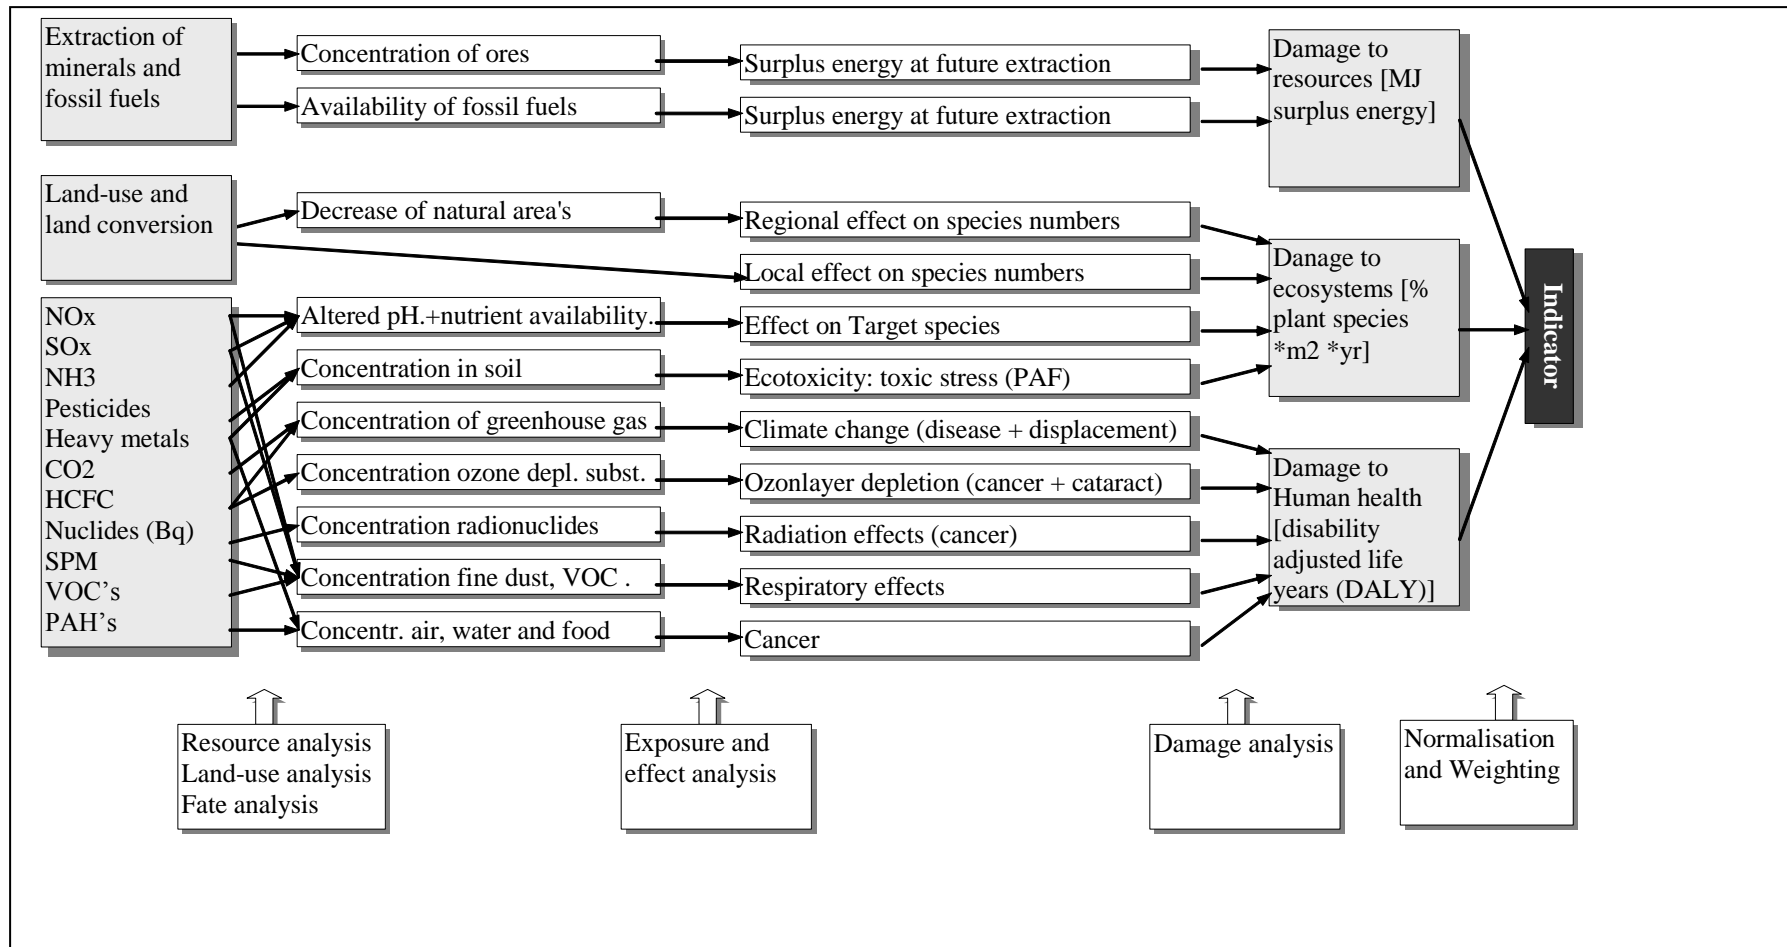 Extraction of
minerals and
fossil fuels
Concentration of ores
Surplus energy at future extraction
Availability of fossil fuels
Surplus energy at future extraction
Damage to
resources [MJ
surplus energy]
Land-use and
land conversion
Decrease of natural area's
Regional effect on species numbers
Local effect on species numbers
Danage to
ecosystems [%
plant species
*m2 *yr]
Indicator
NOx
SOx
NH3
Pesticides
Heavy metals
CO2
HCFC
Nuclides (Bq)
SPM
VOC’s
PAH’s
Altered pH.+nutrient availability.
Effect on Target species
Concentration in soil
Ecotoxicity: toxic stress (PAF)
Concentration of greenhouse gas
Climate change (disease + displacement)
Concentration ozone depl. subst.
Ozonlayer depletion (cancer + cataract)
Concentration radionuclides
Radiation effects (cancer)
Concentration fine dust, VOC .
Respiratory effects
Concentr. air, water and food
Cancer
Damage to
Human health
[disability
adjusted life
years (DALY)]
Resource analysis
Land-use analysis
Fate analysis
Exposure and
effect analysis
Damage analysis
Normalisation
and Weighting